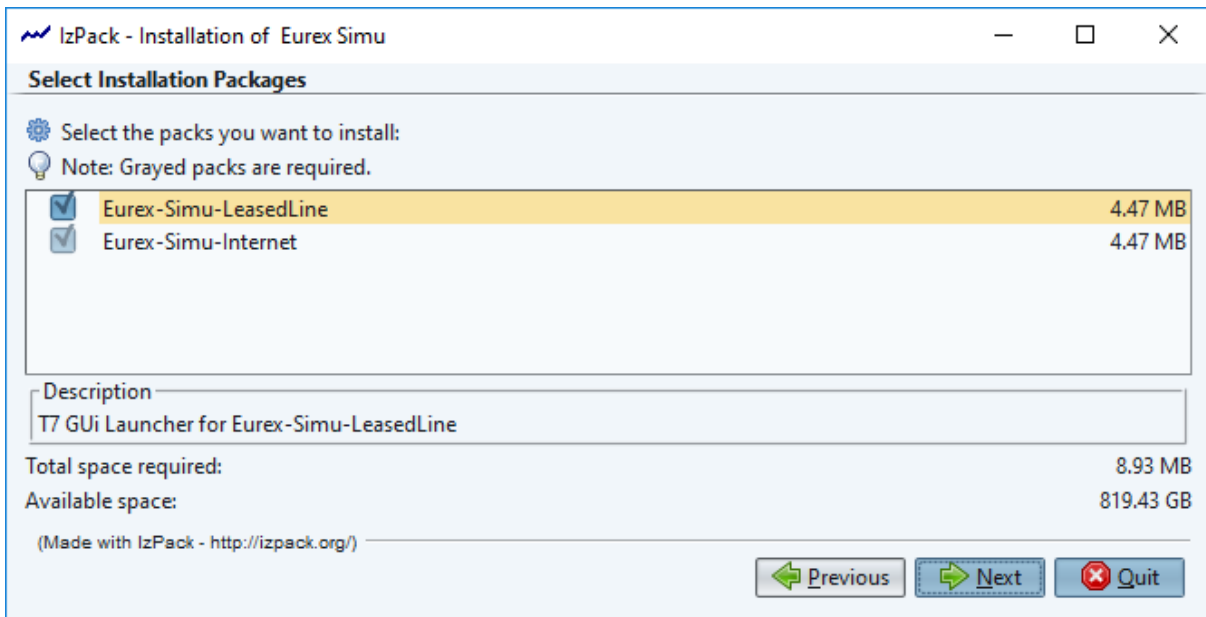 IzPack - Installation of Eurex Simu
Select Installation Packages
Select the packs you want to install:
Note: Grayed packs are required.
Eurex-Simu-LeasedLine 4.47 MB
Eurex-Simu-Internet 4.47 MB
Description
T7 GUi Launcher for Eurex-Simu-LeasedLine
Total space required: 8.93 MB
Available space: 819.43 GB
(Made with IzPack - http://izpack.org/)
Previous Next Quit